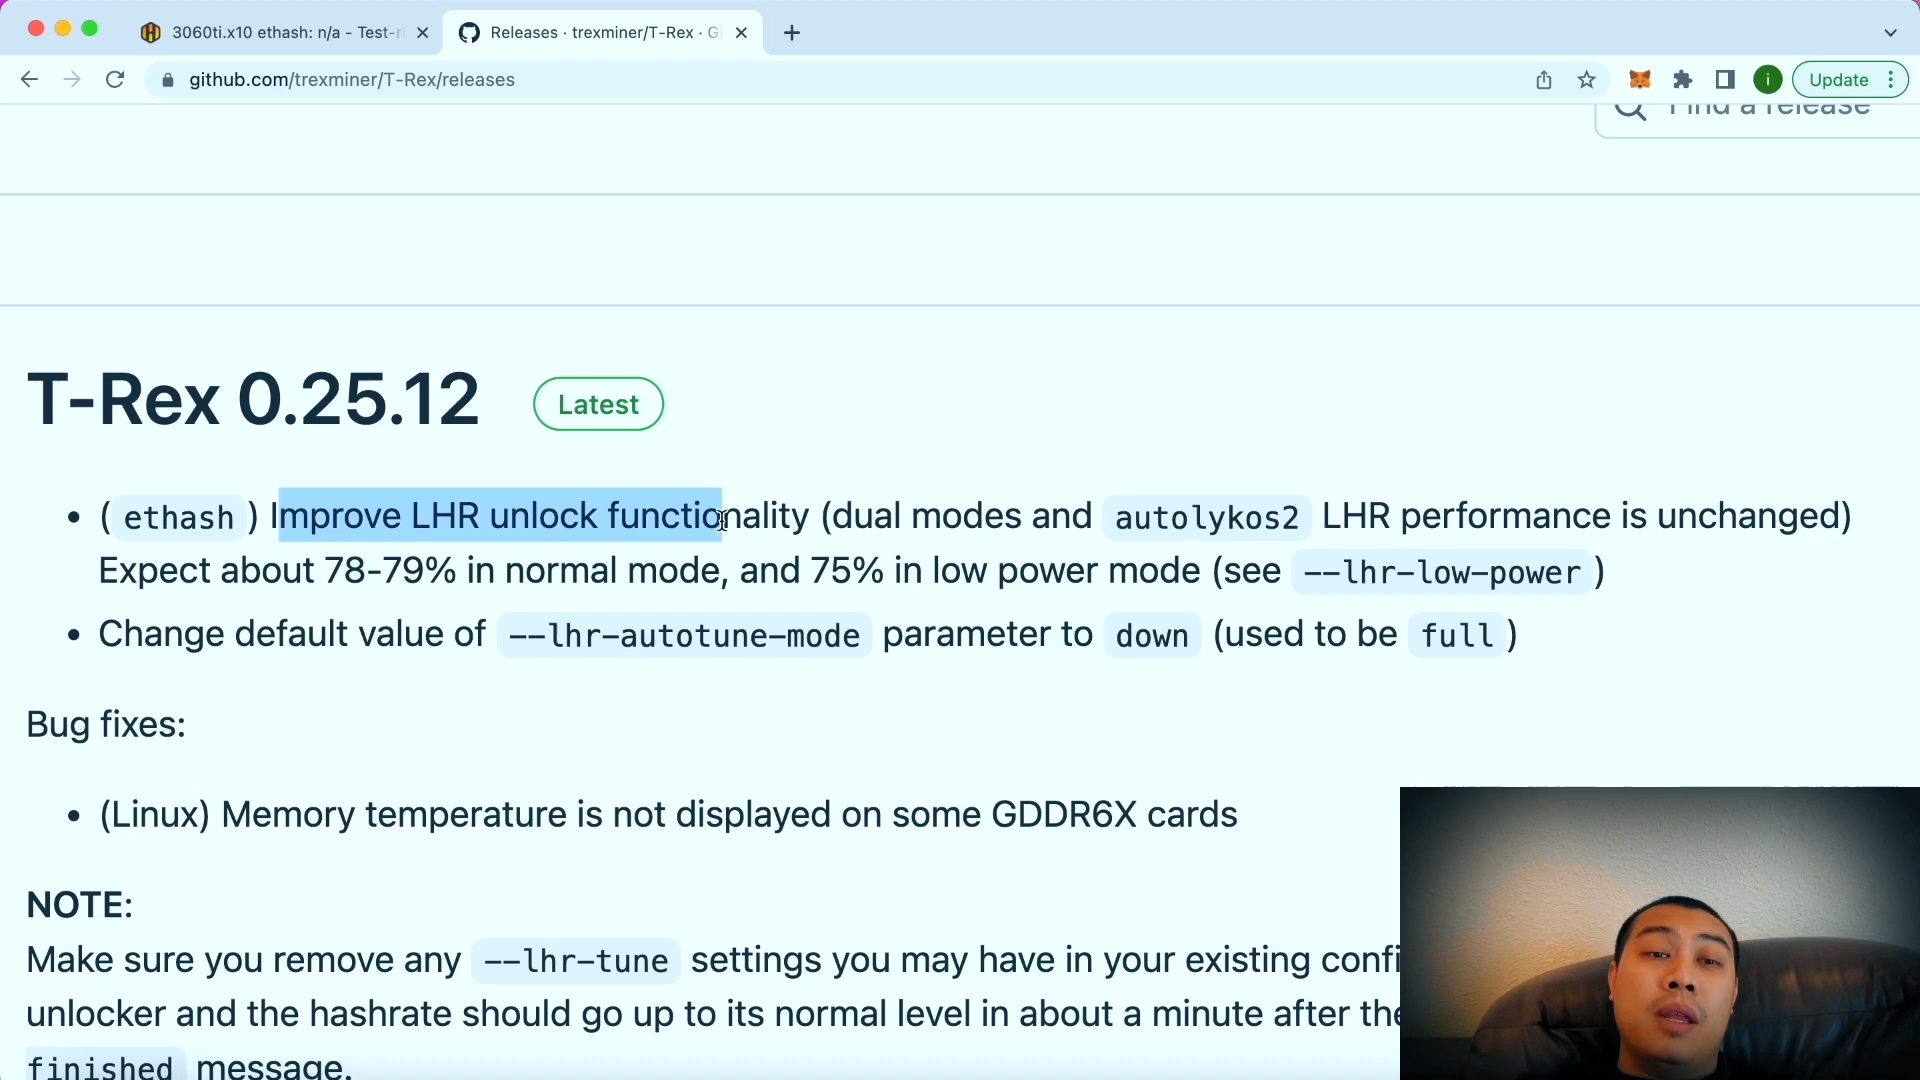 3060ti.x10 ethash: n/a - Test-ri
Releases · trexminer/T-Rex · Gi
github.com/trexminer/T-Rex/releases
i
Update
Find a release
T-Rex 0.25.12
Latest
• (ethash) Improve LHR unlock functionality (dual modes and autolykos2 LHR performance is unchanged)
Expect about 78-79% in normal mode, and 75% in low power mode (see --lhr-low-power)
• Change default value of --lhr-autotune-mode parameter to down (used to be full)
Bug fixes:
• (Linux) Memory temperature is not displayed on some GDDR6X cards
NOTE:
Make sure you remove any --lhr-tune settings you may have in your existing confi
unlocker and the hashrate should go up to its normal level in about a minute after the
finished message.